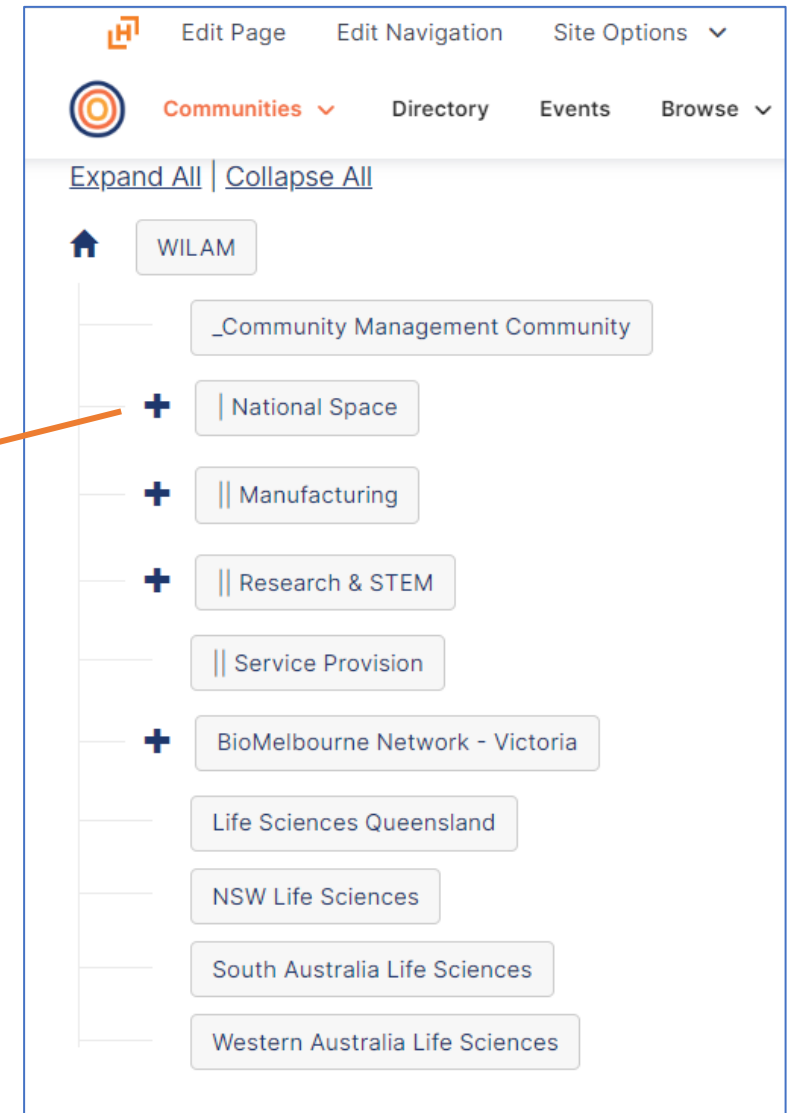 Edit Page Edit Navigation Site Options
Communities Directory Events Browse
Expand All | Collapse All
WILAM
_Community Management Community
| National Space
|| Manufacturing
|| Research & STEM
|| Service Provision
BioMelbourne Network - Victoria
Life Sciences Queensland
NSW Life Sciences
South Australia Life Sciences
Western Australia Life Sciences